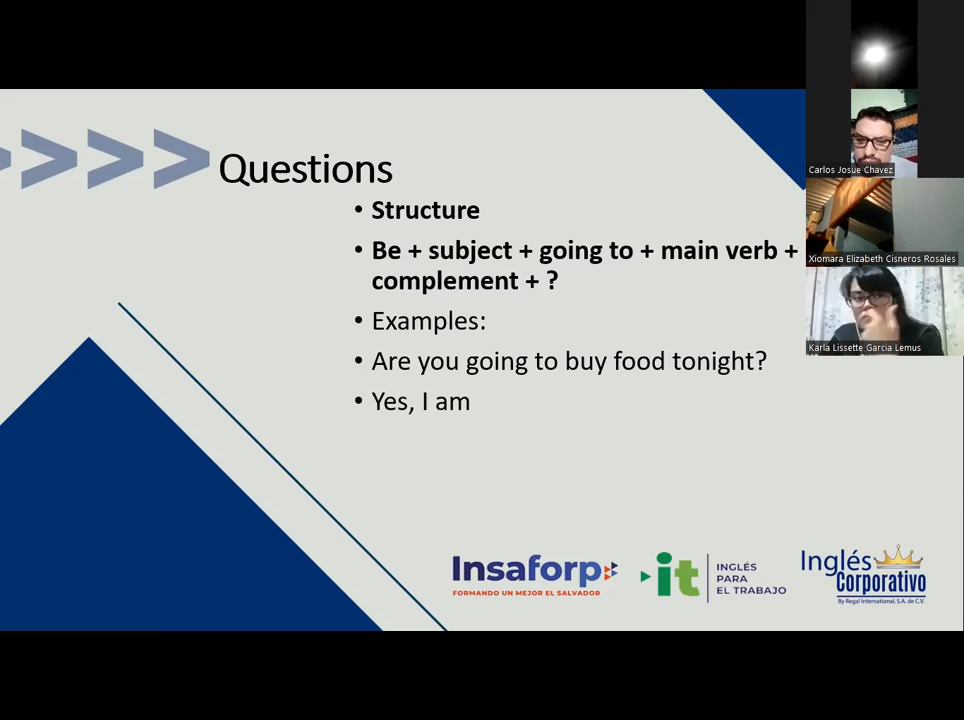 Questions
• Structure
• Be + subject + going to + main verb +
complement + ?
• Examples:
• Are you going to buy food tonight?
• Yes, I am
Carlos Josue Chavez
Xiomara Elizabeth Cisneros Rosales
Karla Lissette Garcia Lemus
Insaforp
FORMANDO UN MEJOR EL SALVADOR
it
INGLÉS
PARA
EL TRABAJO
Inglés
Corporativo
By Regal International, S.A. de C.V.